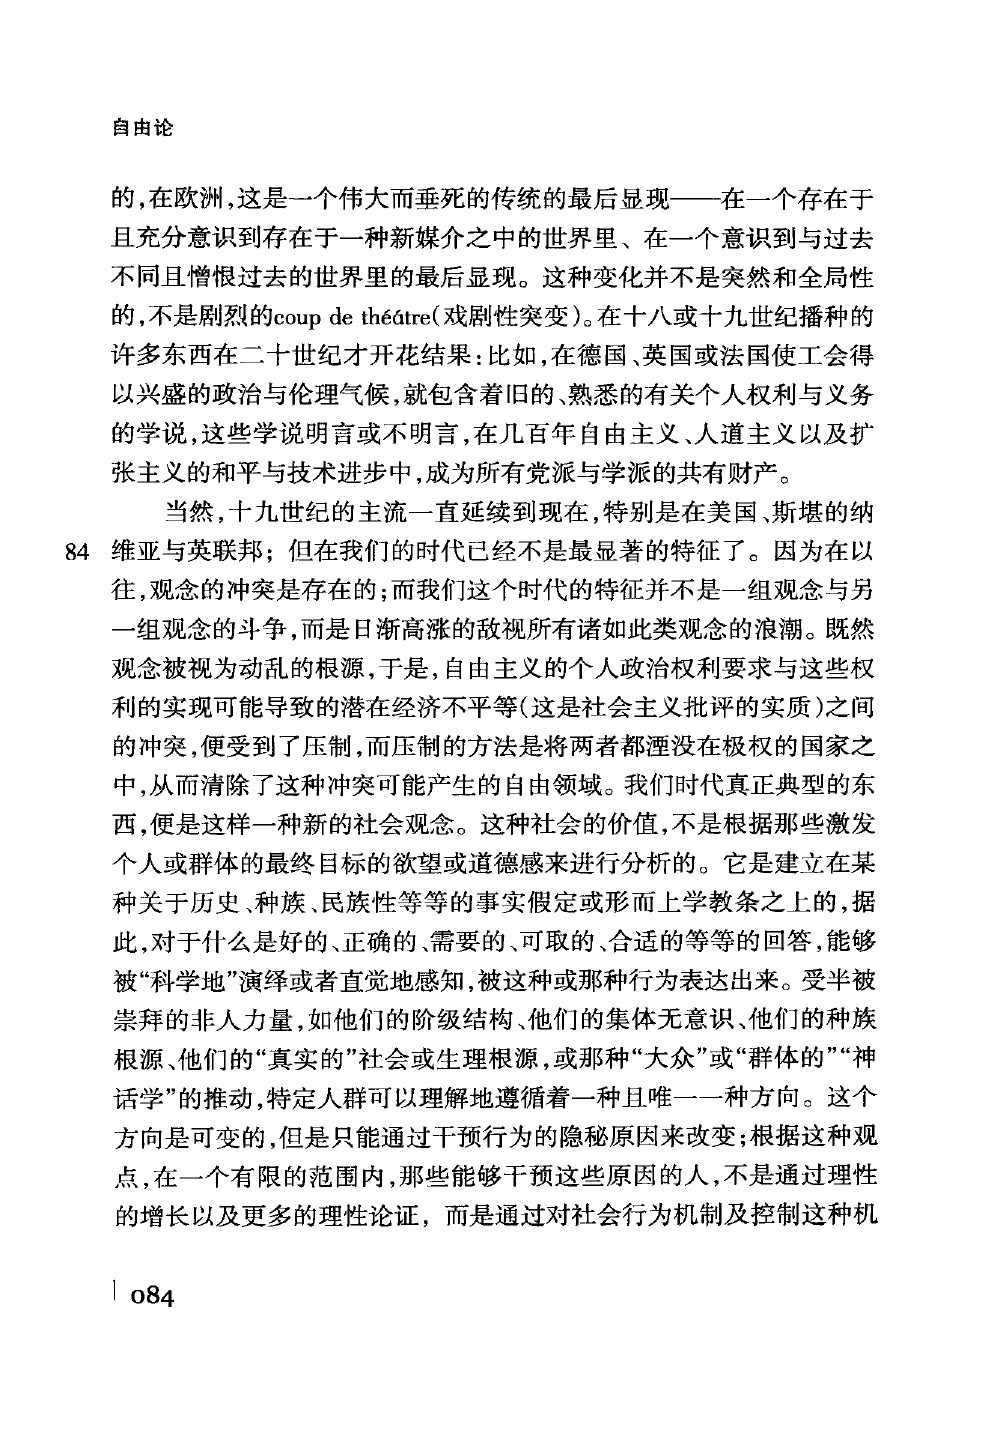 自由论
的,在欧洲,这是一个伟大而垂死的传统的最后显现——在一个存在于
且充分意识到存在于一种新媒介之中的世界里、在一个意识到与过去
不同且憎恨过去的世界里的最后显现。这种变化并不是突然和全局性
的,不是剧烈的coup de théátre(戏剧性突变)。在十八或十九世纪播种的
许多东西在二十世纪才开花结果:比如,在德国、英国或法国使工会得
以兴盛的政治与伦理气候,就包含着旧的、熟悉的有关个人权利与义务
的学说,这些学说明言或不明言,在几百年自由主义、人道主义以及扩
张主义的和平与技术进步中,成为所有党派与学派的共有财产。
当然,十九世纪的主流一直延续到现在,特别是在美国、斯堪的纳
84 维亚与英联邦；但在我们的时代已经不是最显著的特征了。因为在以
往,观念的冲突是存在的;而我们这个时代的特征并不是一组观念与另
一组观念的斗争,而是日渐高涨的敌视所有诸如此类观念的浪潮。既然
观念被视为动乱的根源,于是,自由主义的个人政治权利要求与这些权
利的实现可能导致的潜在经济不平等(这是社会主义批评的实质)之间
的冲突,便受到了压制,而压制的方法是将两者都湮没在极权的国家之
中,从而清除了这种冲突可能产生的自由领域。我们时代真正典型的东
西,便是这样一种新的社会观念。这种社会的价值,不是根据那些激发
个人或群体的最终目标的欲望或道德感来进行分析的。它是建立在某
种关于历史、种族、民族性等等的事实假定或形而上学教条之上的,据
此,对于什么是好的、正确的、需要的、可取的、合适的等等的回答,能够
被“科学地”演绎或者直觉地感知,被这种或那种行为表达出来。受半被
崇拜的非人力量,如他们的阶级结构、他们的集体无意识、他们的种族
根源、他们的“真实的”社会或生理根源,或那种“大众”或“群体的”“神
话学”的推动,特定人群可以理解地遵循着一种且唯一一种方向。这个
方向是可变的,但是只能通过干预行为的隐秘原因来改变;根据这种观
点,在一个有限的范围内,那些能够干预这些原因的人,不是通过理性
的增长以及更多的理性论证，而是通过对社会行为机制及控制这种机
084